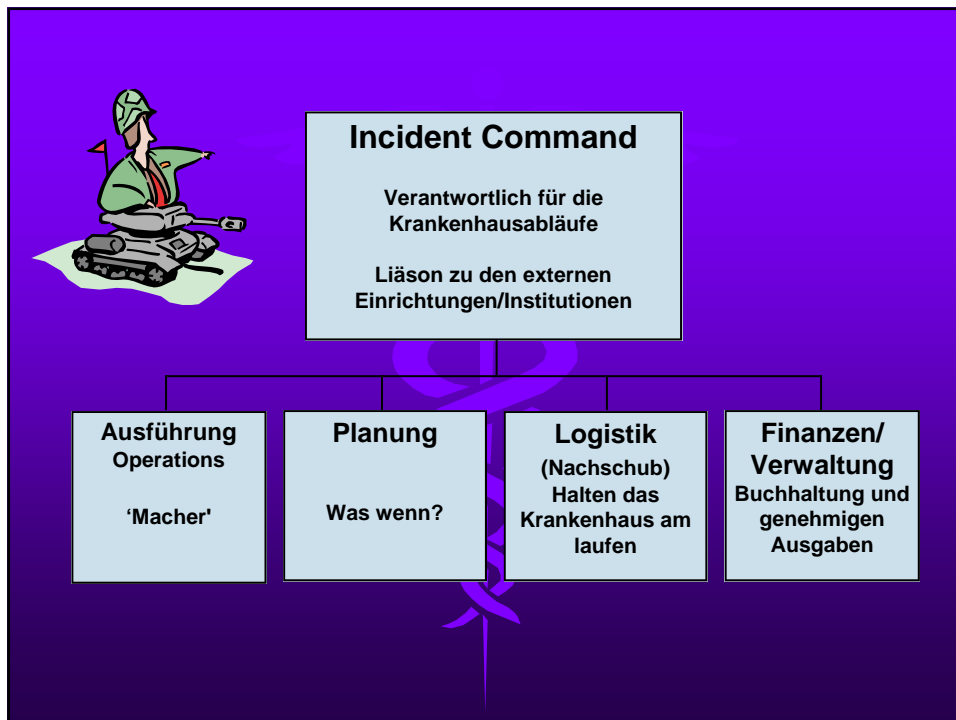 Incident Command
Verantwortlich für die
Krankenhausabläufe
Liäson zu den externen
Einrichtungen/Institutionen
Ausführung
Operations
‘Macher'
Planung
Was wenn?
Logistik
(Nachschub)
Halten das
Krankenhaus am
laufen
Finanzen/
Verwaltung
Buchhaltung und
genehmigen
Ausgaben